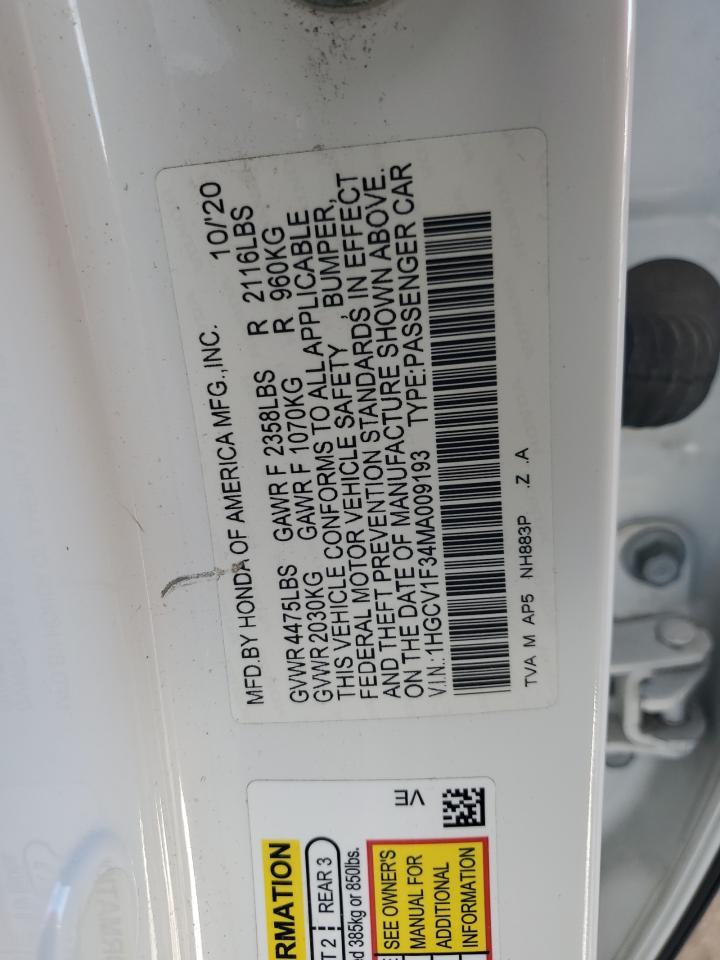 MFD.BY HONDA OF AMERICA MFG.,INC. 10/'20
GVWR 4475LBS GAWR F 2358LBS R 2116LBS
GVWR 2030KG GAWR F 1070KG R 960KG
THIS VEHICLE CONFORMS TO ALL APPLICABLE
FEDERAL MOTOR VEHICLE SAFETY , BUMPER,
AND THEFT PREVENTION STANDARDS IN EFFECT
ON THE DATE OF MANUFACTURE SHOWN ABOVE.
V.I.N.:1HGCV1F34MA009193 TYPE:PASSENGER CAR
TVA M AP5 NH883P .Z .A
VE
RMATION
T 2 REAR 3
ed 385kg or 850lbs.
SEE OWNER'S
MANUAL FOR
ADDITIONAL
INFORMATION